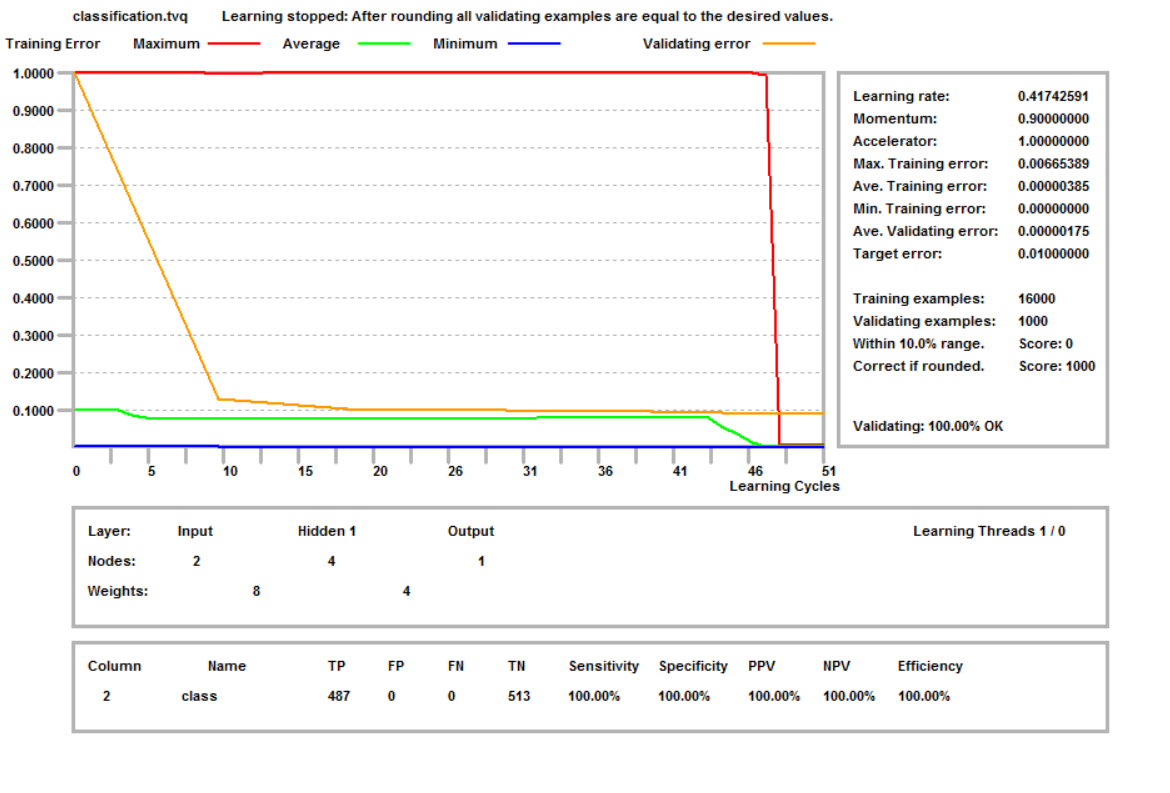 classification.tvq Learning stopped: After rounding all validating examples are equal to the desired values.
Training Error Maximum Average Minimum Validating error
1.0000
0.9000
0.8000
0.7000
0.6000
0.5000
0.4000
0.3000
0.2000
0.1000
0 5 10 15 20 26 31 36 41 46 51
Learning Cycles
Learning rate: 0.41742591
Momentum: 0.90000000
Accelerator: 1.00000000
Max. Training error: 0.00665389
Ave. Training error: 0.00000385
Min. Training error: 0.00000000
Ave. Validating error: 0.00000175
Target error: 0.01000000
Training examples: 16000
Validating examples: 1000
Within 10.0% range. Score: 0
Correct if rounded. Score: 1000
Validating: 100.00% OK
Layer: Input Hidden 1 Output Learning Threads 1 / 0
Nodes: 2 4 1
Weights: 8 4
Column Name TP FP FN TN Sensitivity Specificity PPV NPV Efficiency
2 class 487 0 0 513 100.00% 100.00% 100.00% 100.00% 100.00%